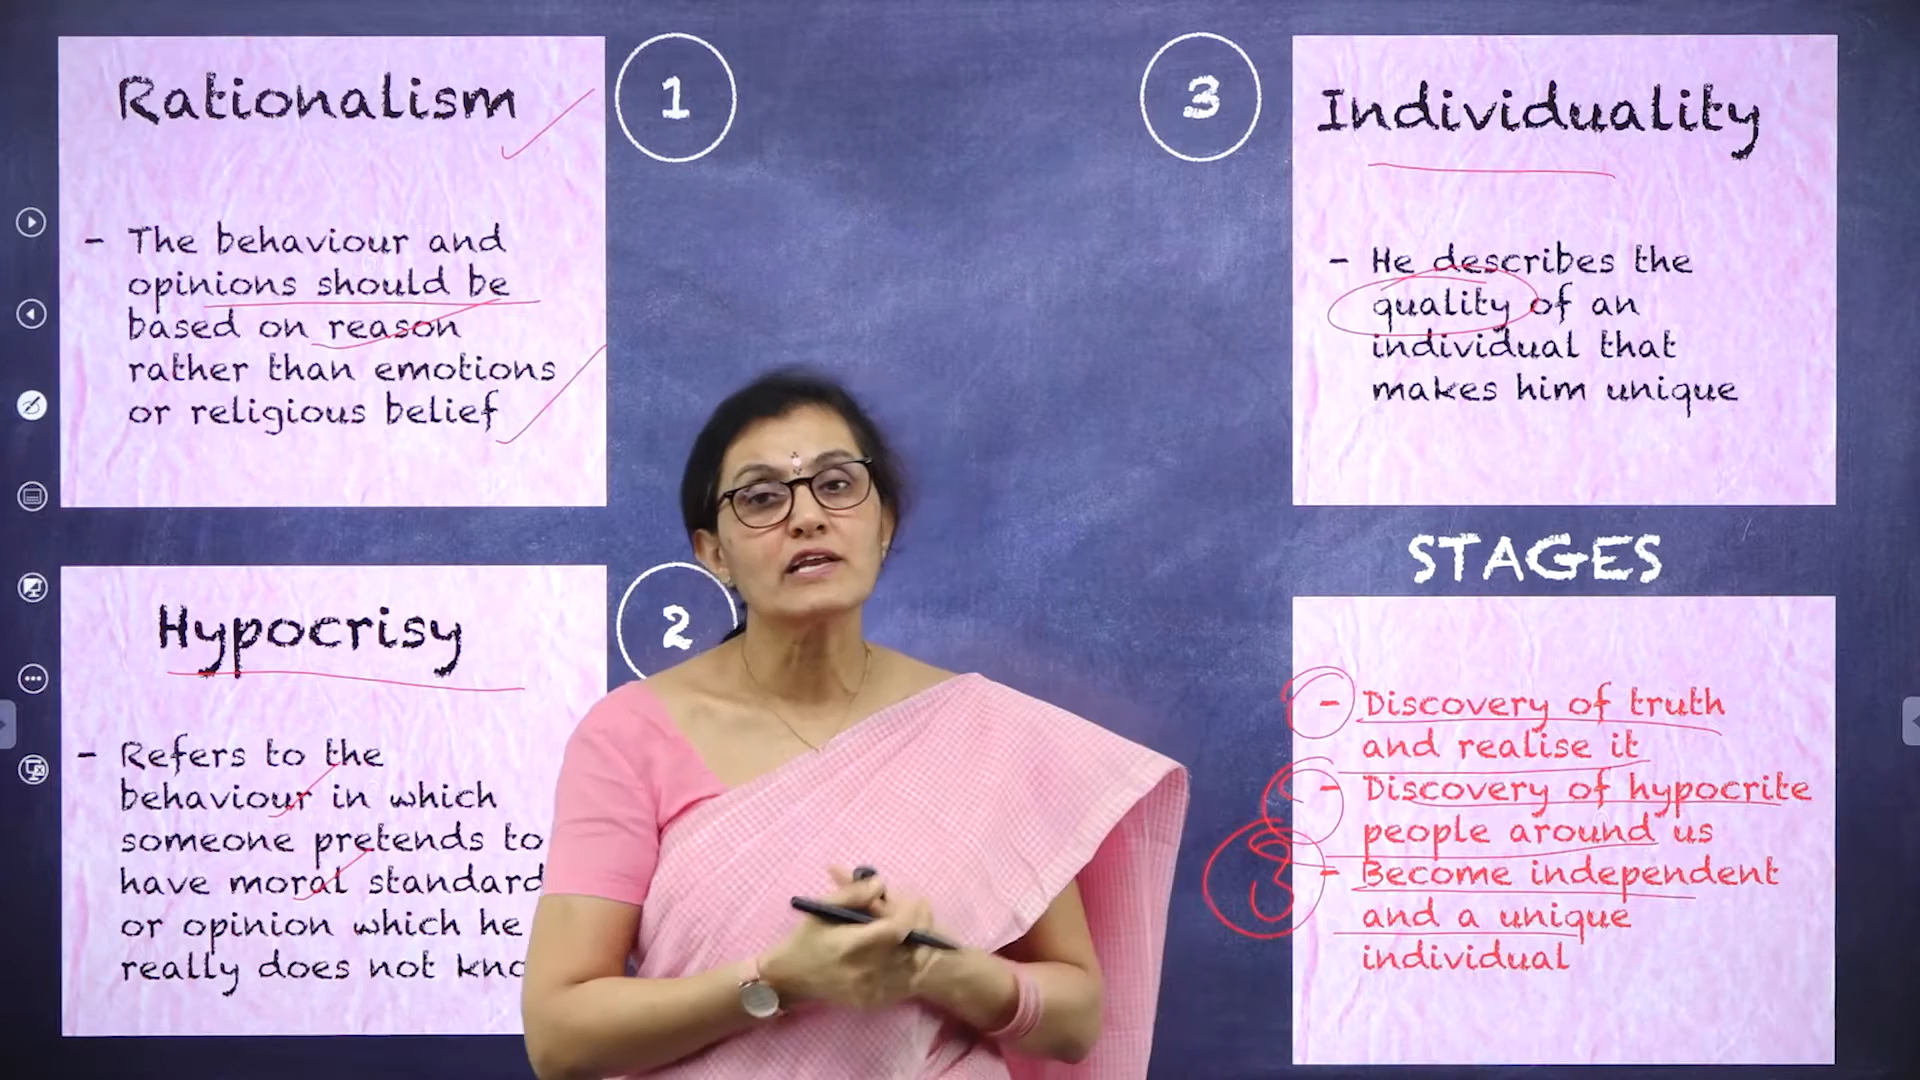 Rationalism
- The behaviour and
opinions should be
based on reason
rather than emotions
or religious belief
1
Hypocrisy
- Refers to the
behaviour in which
someone pretends to
have moral standard
or opinion which he
really does not
2
3
Individuality
- He describes the
quality of an
individual that
makes him unique
STAGES
- Discovery of truth
and realise it
- Discovery of hypocrite
people around us
3
- Become independent
and a unique
individual